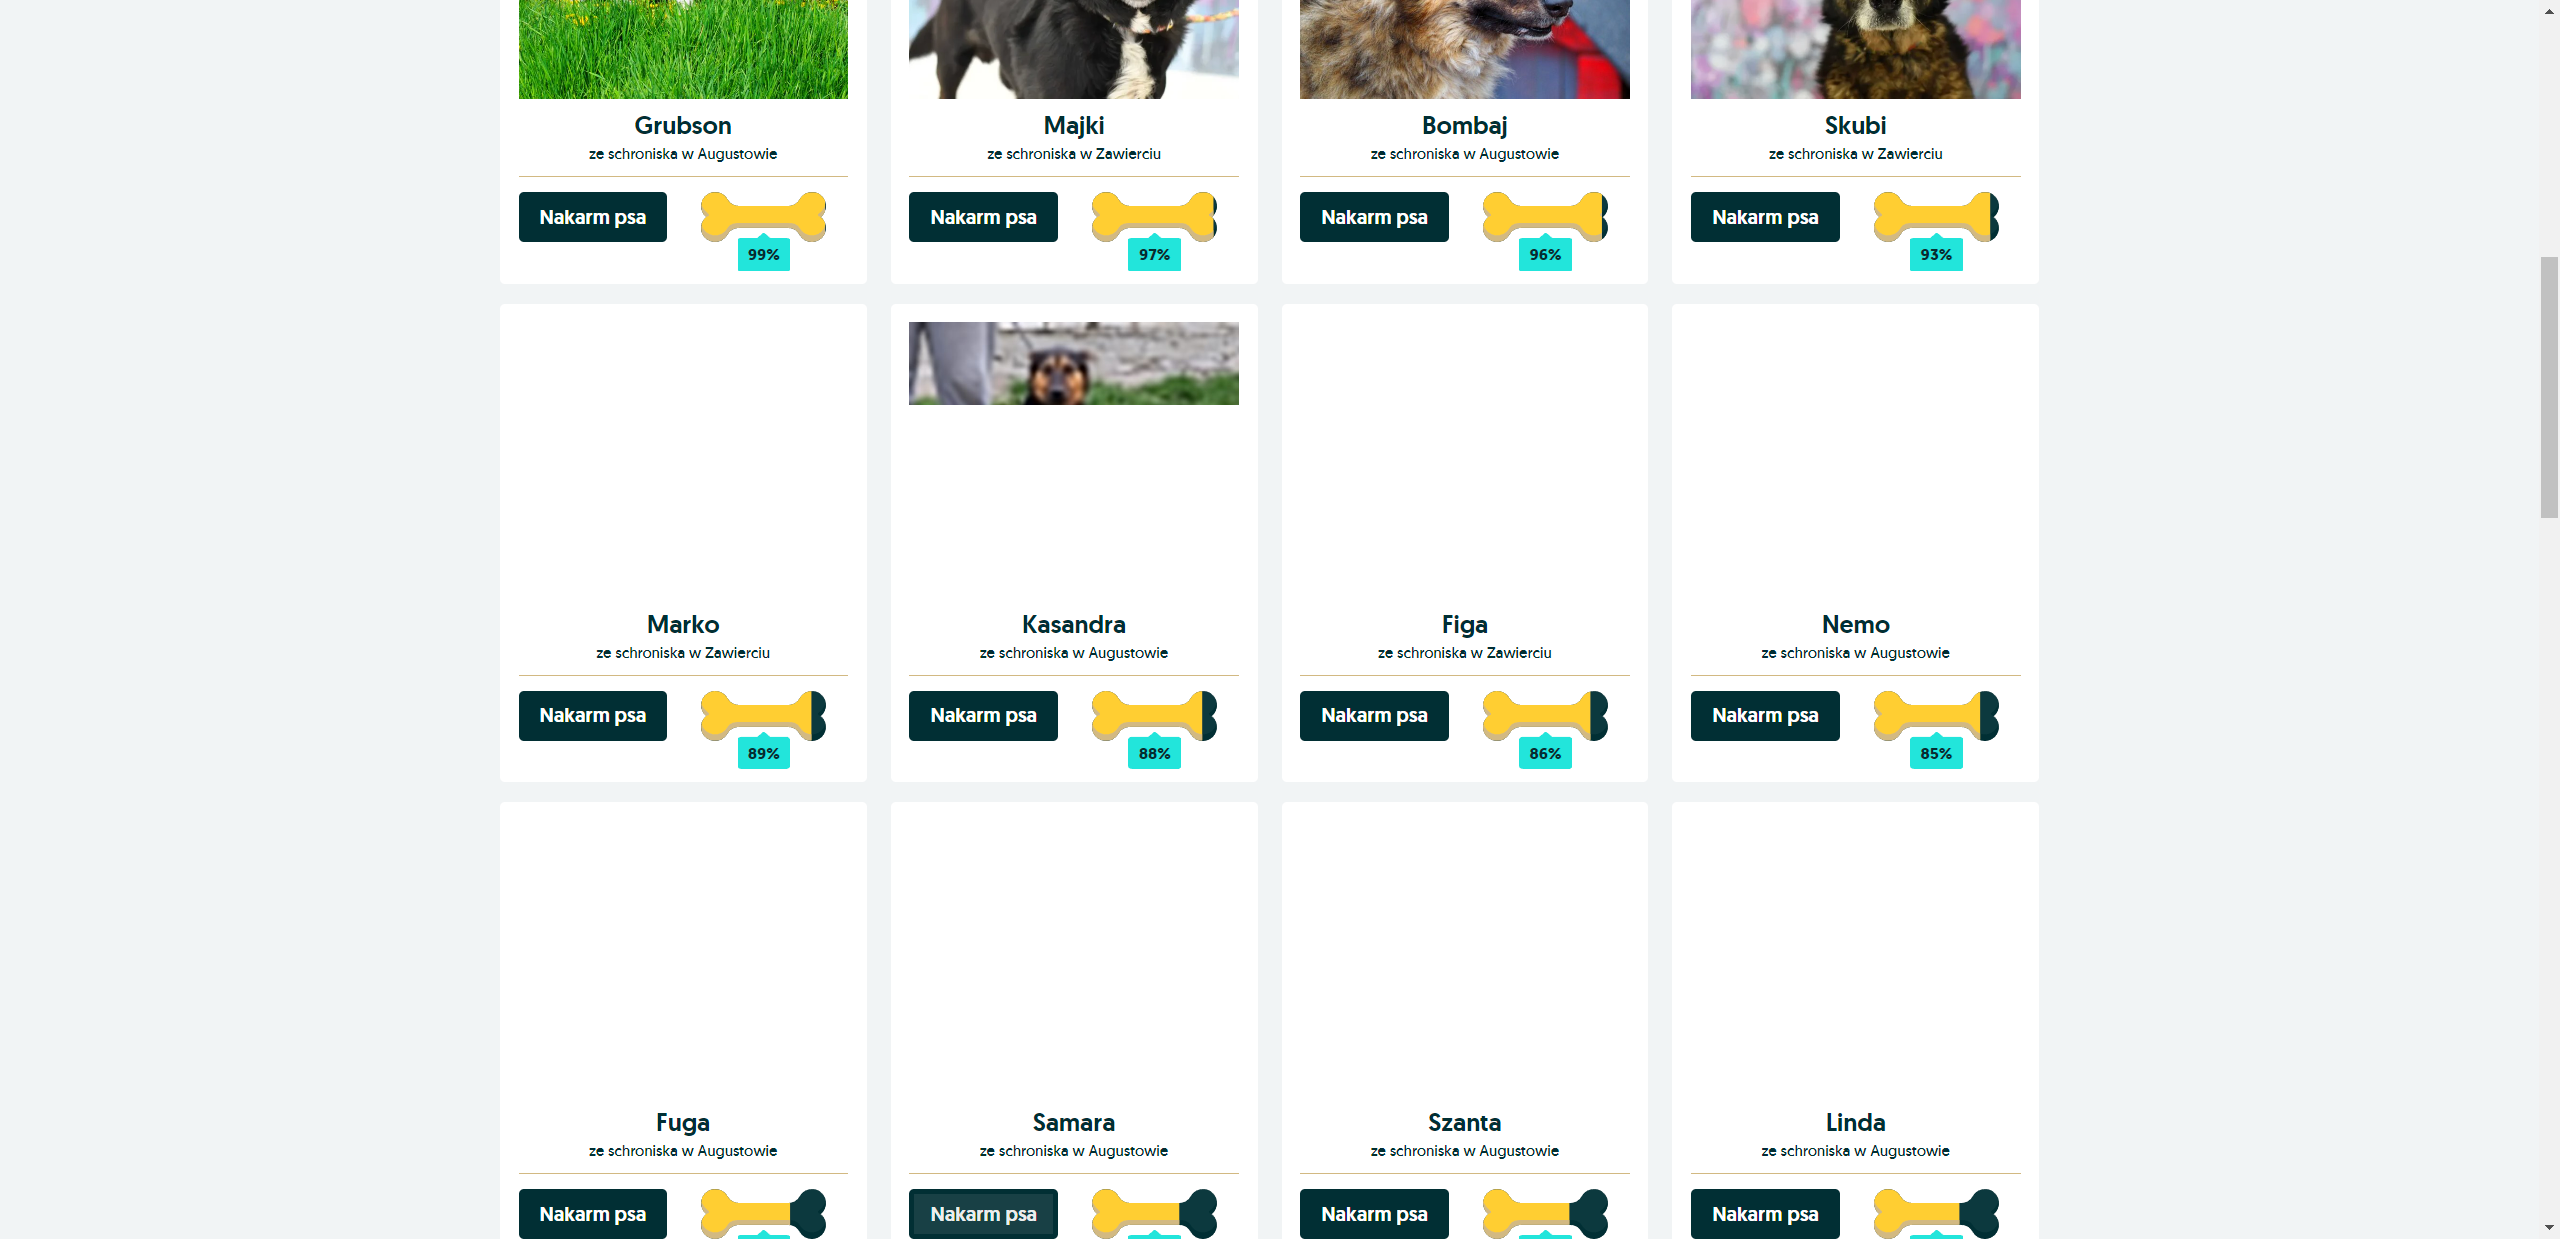 Grubson
ze schroniska w Augustowie
Nakarm psa
99%
Majki
ze schroniska w Zawierciu
Nakarm psa
97%
Bombaj
ze schroniska w Augustowie
Nakarm psa
96%
Skubi
ze schroniska w Zawierciu
Nakarm psa
93%
Marko
ze schroniska w Zawierciu
Nakarm psa
89%
Kasandra
ze schroniska w Augustowie
Nakarm psa
88%
Figa
ze schroniska w Zawierciu
Nakarm psa
86%
Nemo
ze schroniska w Augustowie
Nakarm psa
85%
Fuga
ze schroniska w Augustowie
Nakarm psa
Samara
ze schroniska w Augustowie
Nakarm psa
Szanta
ze schroniska w Augustowie
Nakarm psa
Linda
ze schroniska w Augustowie
Nakarm psa